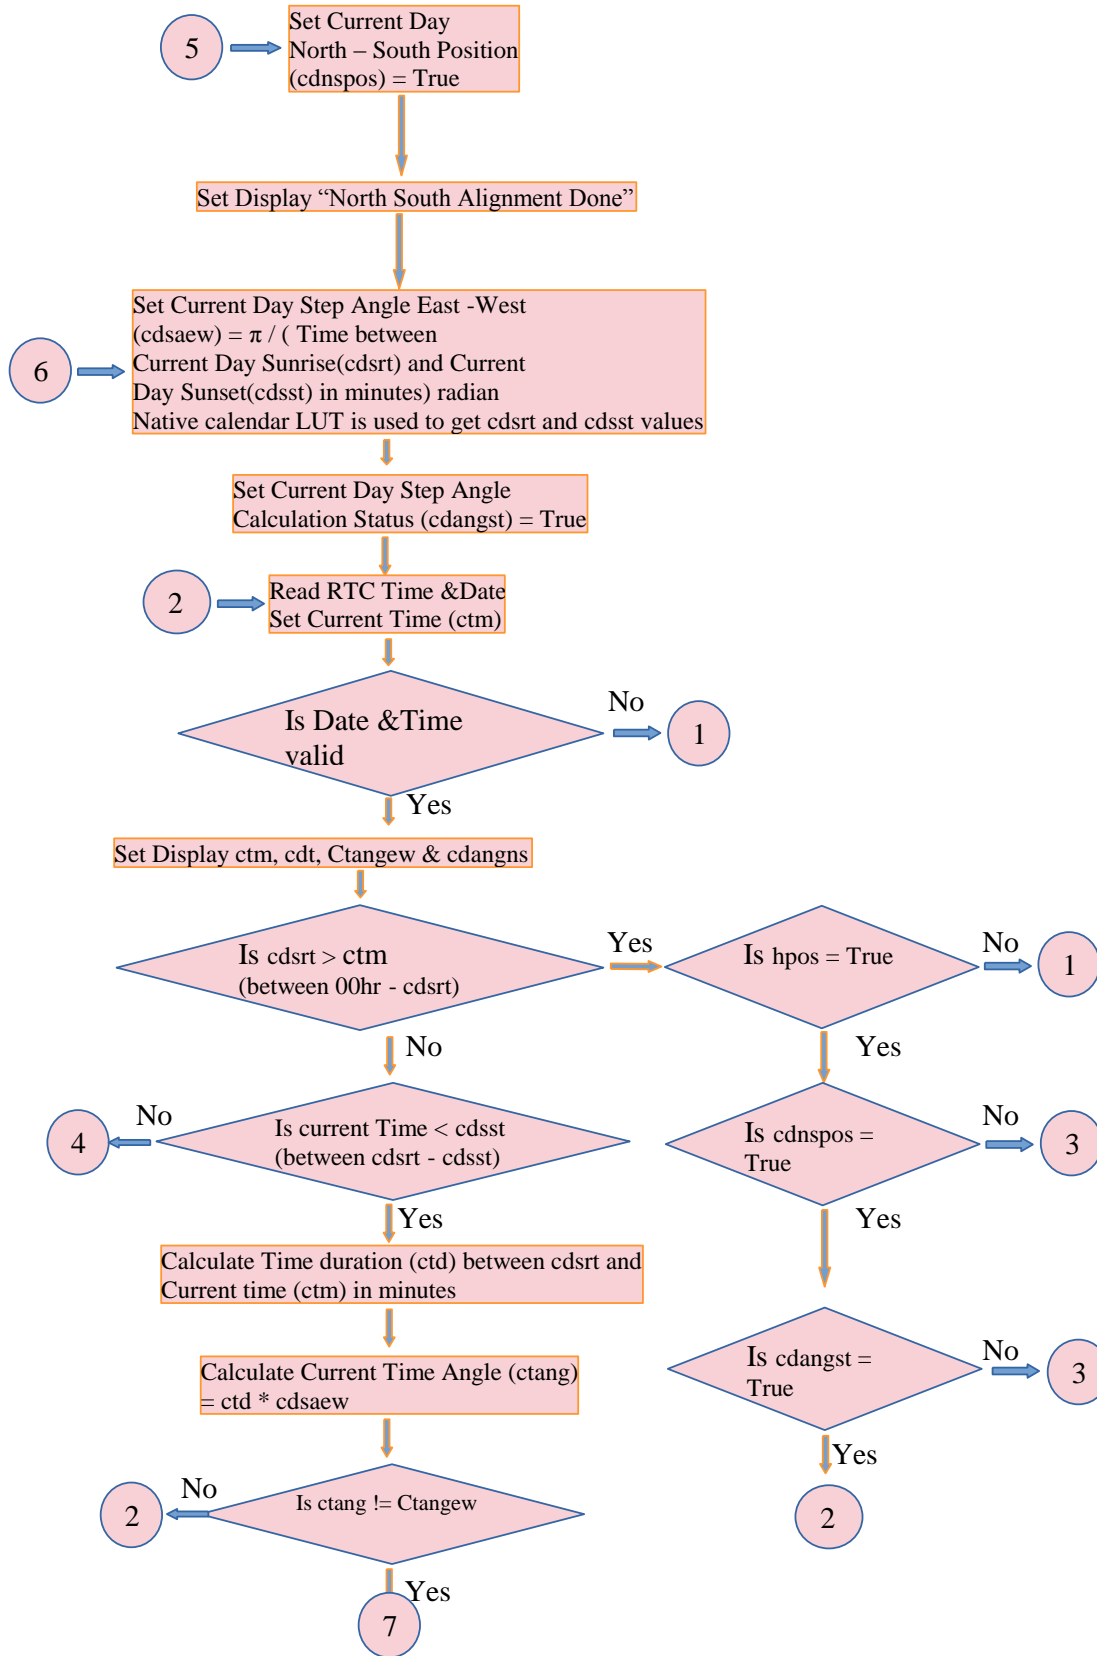 5
Set Current Day
North – South Position
(cdnspos) = True
Set Display “North South Alignment Done”
6
Set Current Day Step Angle East -West
(cdsaew) = π / ( Time between
Current Day Sunrise(cdsrt) and Current
Day Sunset(cdsst) in minutes) radian
Native calendar LUT is used to get cdsrt and cdsst values
Set Current Day Step Angle
Calculation Status (cdangst) = True
2
Read RTC Time &Date
Set Current Time (ctm)
Is Date &Time
valid
No
1
Yes
Set Display ctm, cdt, Ctangew & cdangns
Is cdsrt > ctm
(between 00hr - cdsrt)
Yes
Is hpos = True
No
1
No
Yes
4
No
Is current Time < cdsst
(between cdsrt - cdsst)
Is cdnspos =
True
No
3
Yes
Yes
Calculate Time duration (ctd) between cdsrt and
Current time (ctm) in minutes
Calculate Current Time Angle (ctang)
= ctd * cdsaew
Is cdangst =
True
No
3
Yes
2
No
2
Is ctang != Ctangew
Yes
7